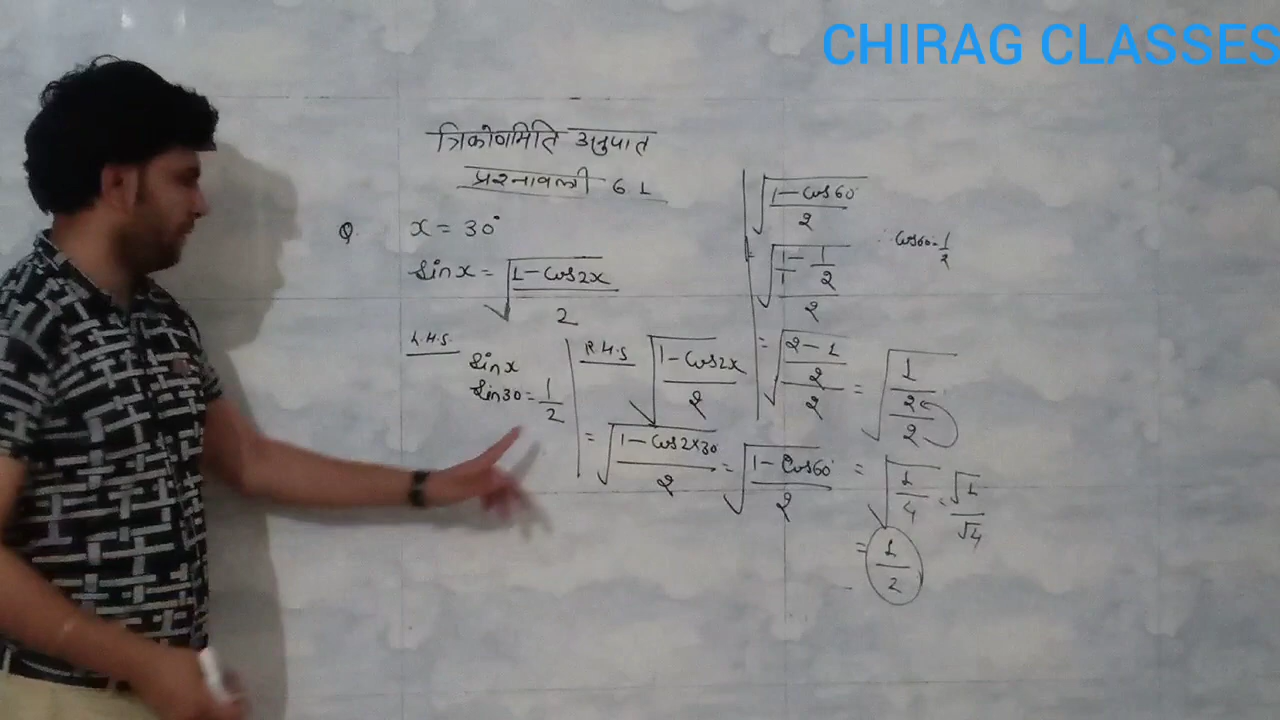 CHIRAG CLASSES
त्रिकोणमिति अनुपात
प्रश्नावली 6 1
Q. x = 30°
sin x = √((1 - cos2x)/2)
L.H.S.
sin x
sin30 = 1/2
R.H.S √((1 - cos2x)/2)
= √((1 - cos2×30)/2) = √((1 - cos60)/2)
√((1 - cos60)/2)
cos60 = 1/2
= √((1/1 - 1/2)/2)
= √(((2 - 1)/2)/2) = √((1/2)/2)
= √(1/4) = √1/√4
= 1/2